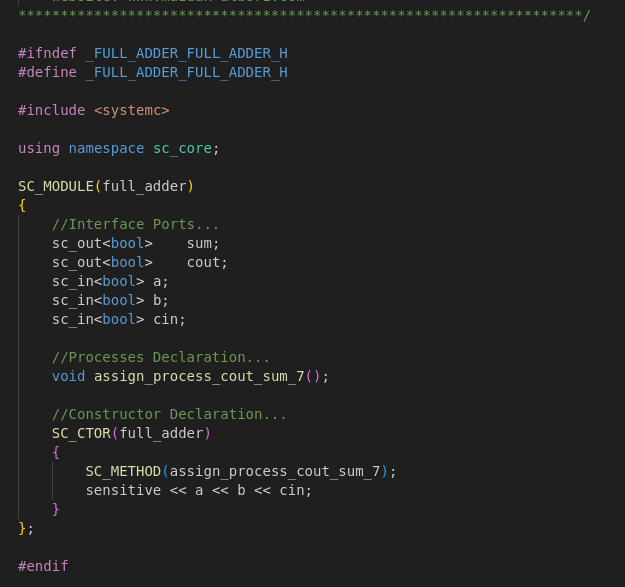 *******************************************************************/
#ifndef _FULL_ADDER_FULL_ADDER_H
#define _FULL_ADDER_FULL_ADDER_H
#include <systemc>
using namespace sc_core;
SC_MODULE(full_adder)
{
    //Interface Ports...
    sc_out<bool>    sum;
    sc_out<bool>    cout;
    sc_in<bool> a;
    sc_in<bool> b;
    sc_in<bool> cin;
    //Processes Declaration...
    void assign_process_cout_sum_7();
    //Constructor Declaration...
    SC_CTOR(full_adder)
    {
        SC_METHOD(assign_process_cout_sum_7);
        sensitive << a << b << cin;
    }
};
#endif